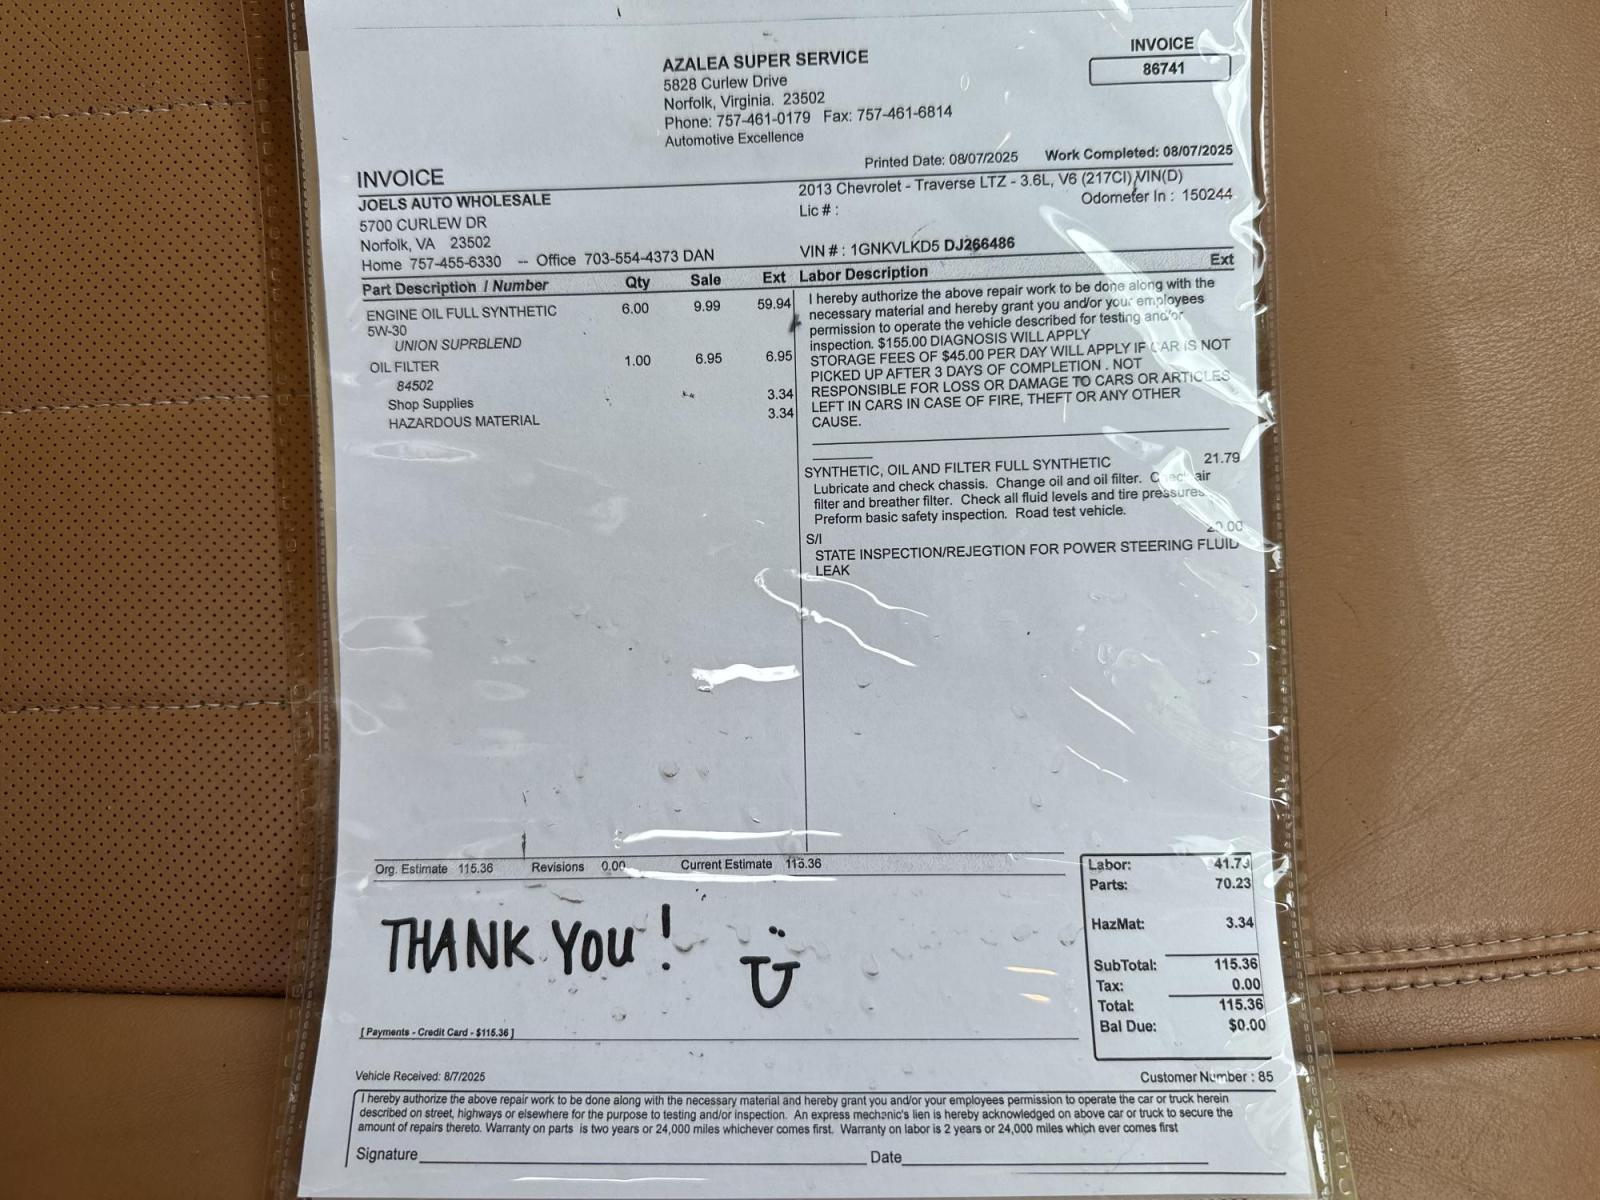 AZALEA SUPER SERVICE
5828 Curlew Drive
Norfolk, Virginia. 23502
Phone: 757-461-0179 Fax: 757-461-6814
Automotive Excellence
INVOICE
86741
Printed Date: 08/07/2025 Work Completed: 08/07/2025
INVOICE
JOELS AUTO WHOLESALE
5700 CURLEW DR
Norfolk, VA 23502
Home 757-455-6330 -- Office 703-554-4373 DAN
2013 Chevrolet - Traverse LTZ - 3.6L, V6 (217CI) VIN(D)
Lic # : Odometer In : 150244
VIN # : 1GNKVLKD5 DJ266486
Part Description / Number Qty Sale Ext
ENGINE OIL FULL SYNTHETIC 6.00 9.99 59.94
5W-30
UNION SUPRBLEND
OIL FILTER 1.00 6.95 6.95
84502
Shop Supplies 3.34
HAZARDOUS MATERIAL 3.34
Labor Description Ext
I hereby authorize the above repair work to be done along with the
necessary material and hereby grant you and/or your employees
permission to operate the vehicle described for testing and/or
inspection. $155.00 DIAGNOSIS WILL APPLY
STORAGE FEES OF $45.00 PER DAY WILL APPLY IF CAR IS NOT
PICKED UP AFTER 3 DAYS OF COMPLETION . NOT
RESPONSIBLE FOR LOSS OR DAMAGE TO CARS OR ARTICLES
LEFT IN CARS IN CASE OF FIRE, THEFT OR ANY OTHER
CAUSE.
SYNTHETIC, OIL AND FILTER FULL SYNTHETIC 21.79
Lubricate and check chassis. Change oil and oil filter. Check air
filter and breather filter. Check all fluid levels and tire pressures.
Preform basic safety inspection. Road test vehicle.
S/I 20.00
STATE INSPECTION/REJEGTION FOR POWER STEERING FLUID
LEAK
Org. Estimate 115.36 Revisions 0.00 Current Estimate 115.36
Labor: 41.79
Parts: 70.23
HazMat: 3.34
SubTotal: 115.36
Tax: 0.00
Total: 115.36
Bal Due: $0.00
THANK YOU!
[ Payments - Credit Card - $115.36 ]
Vehicle Received: 8/7/2025 Customer Number : 85
I hereby authorize the above repair work to be done along with the necessary material and hereby grant you and/or your employees permission to operate the car or truck herein
described on street, highways or elsewhere for the purpose to testing and/or inspection. An express mechanic's lien is hereby acknowledged on above car or truck to secure the
amount of repairs thereto. Warranty on parts is two years or 24,000 miles whichever comes first. Warranty on labor is 2 years or 24,000 miles which ever comes first
Signature Date